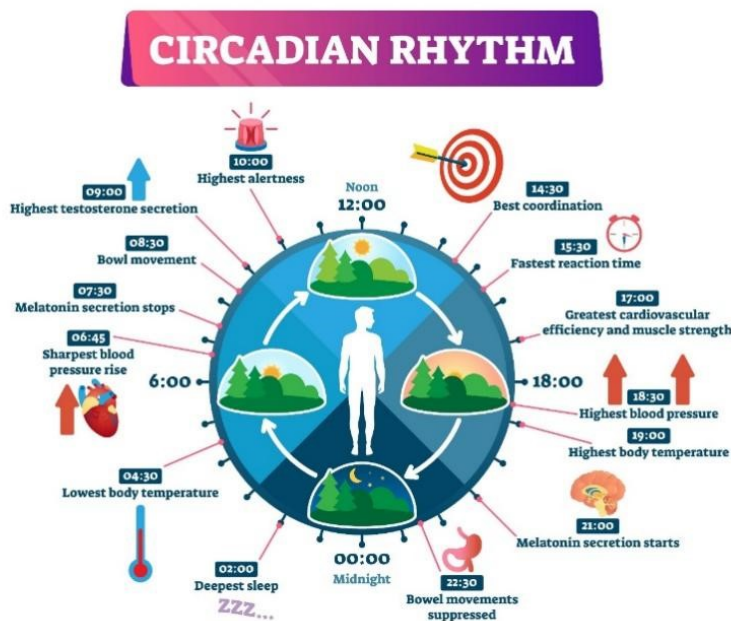 CIRCADIAN RHYTHM
10:00
Highest alertness
09:00
Highest testosterone secretion
08:30
Bowl movement
07:30
Melatonin secretion stops
06:45
Sharpest blood
pressure rise
6:00
04:30
Lowest body temperature
02:00
Deepest sleep
ZZZ...
Noon
12:00
14:30
Best coordination
15:30
Fastest reaction time
17:00
Greatest cardiovascular
efficiency and muscle strength
18:00
18:30
Highest blood pressure
19:00
Highest body temperature
21:00
Melatonin secretion starts
22:30
Bowel movements
suppressed
00:00
Midnight